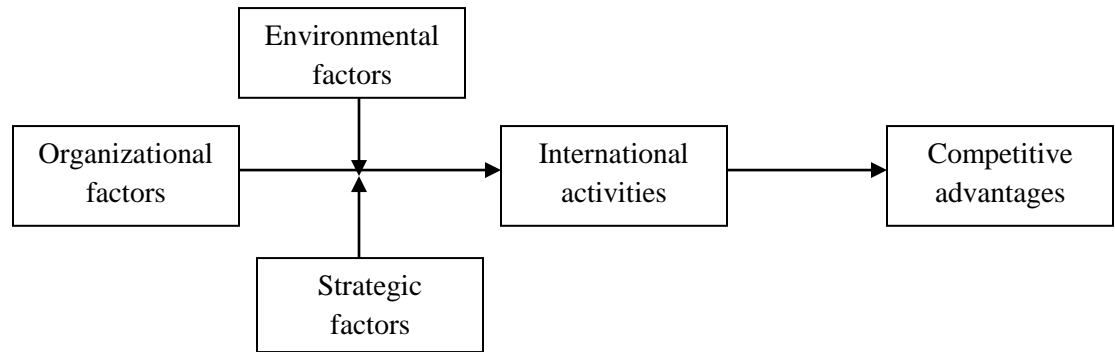 Environmental
factors
Organizational
factors
International
activities
Competitive
advantages
Strategic
factors